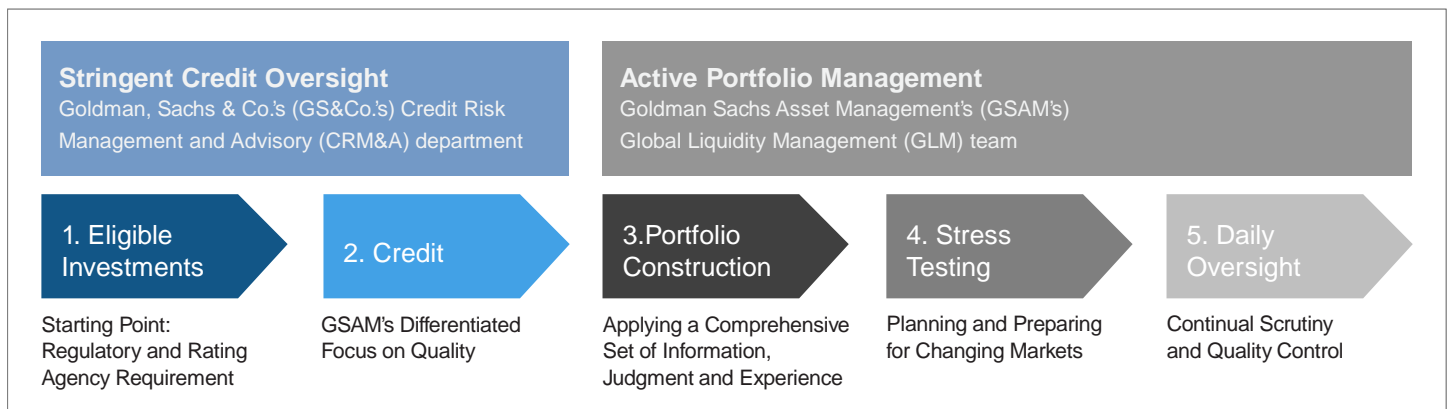 Stringent Credit Oversight
Goldman, Sachs & Co.'s (GS&Co.'s) Credit Risk
Management and Advisory (CRM&A) department
Active Portfolio Management
Goldman Sachs Asset Management's (GSAM's)
Global Liquidity Management (GLM) team
1. Eligible
Investments
2. Credit
3.Portfolio
Construction
4. Stress
Testing
5. Daily
Oversight
Starting Point:
Regulatory and Rating
Agency Requirement
GSAM's Differentiated
Focus on Quality
Applying a Comprehensive
Set of Information,
Judgment and Experience
Planning and Preparing
for Changing Markets
Continual Scrutiny
and Quality Control